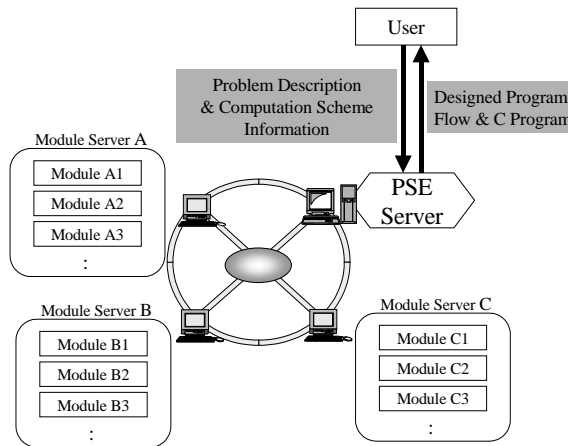 User
Problem Description
& Computation Scheme
Information
Designed Program
Flow & C Program
Module Server A
Module A1
Module A2
Module A3
:
PSE
Server
Module Server B
Module B1
Module B2
Module B3
:
Module Server C
Module C1
Module C2
Module C3
: